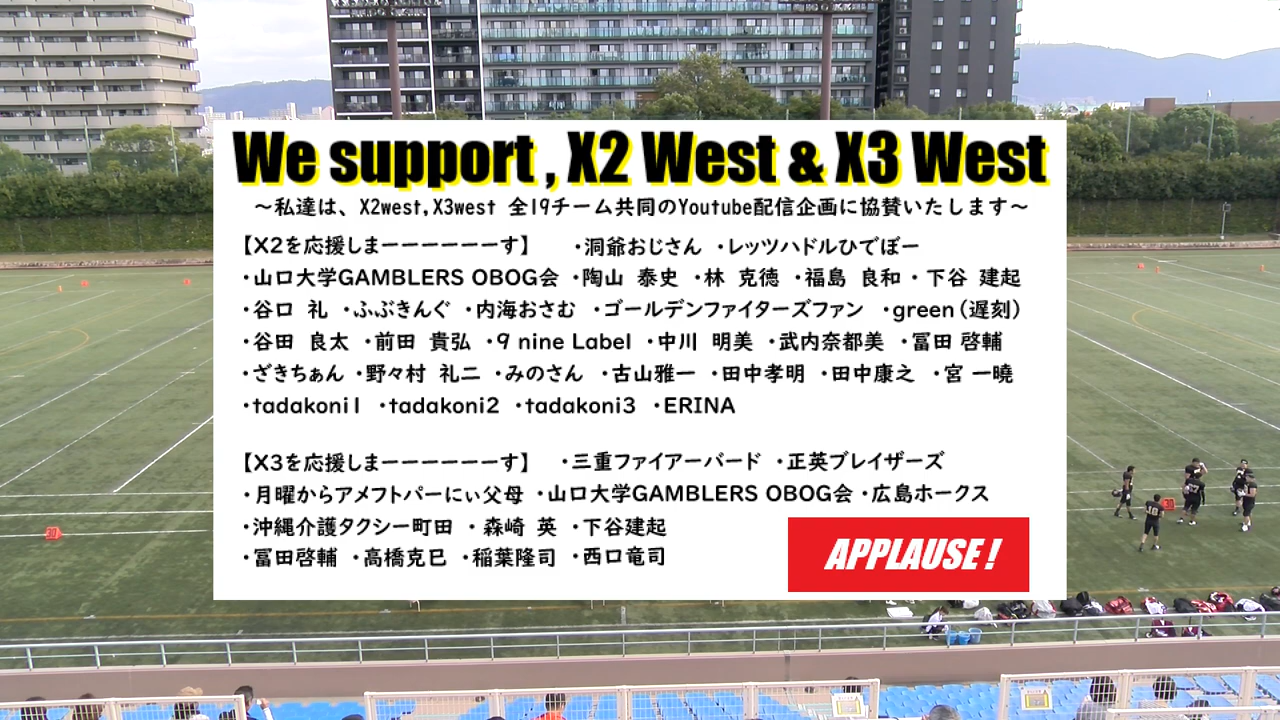 We support , X2 West & X3 West
～私達は、X2west,X3west 全19チーム共同のYoutube配信企画に協賛いたします～
【X2を応援しまーーーーーーす】 ・洞爺おじさん ・レッツハドルひでぼー
・山口大学GAMBLERS OBOG会 ・陶山 泰史 ・林 克徳 ・福島 良和 ・下谷 建起
・谷口 礼 ・ふぶきんぐ ・内海おさむ ・ゴールデンファイターズファン ・green（遅刻）
・谷田 良太 ・前田 貴弘 ・9 nine Label ・中川 明美 ・武内奈都美 ・冨田 啓輔
・ざきちぁん ・野々村 礼二 ・みのさん ・古山雅一 ・田中孝明 ・田中康之 ・宮 一曉
・tadakoni1 ・tadakoni2 ・tadakoni3 ・ERINA
【X3を応援しまーーーーーーす】 ・三重ファイアーバード ・正英ブレイザーズ
・月曜からアメフトパーにぃ父母 ・山口大学GAMBLERS OBOG会 ・広島ホークス
・沖縄介護タクシー町田 ・森崎 英 ・下谷建起
・冨田啓輔 ・高橋克巳 ・稲葉隆司 ・西口竜司
APPLAUSE !
30
30
10